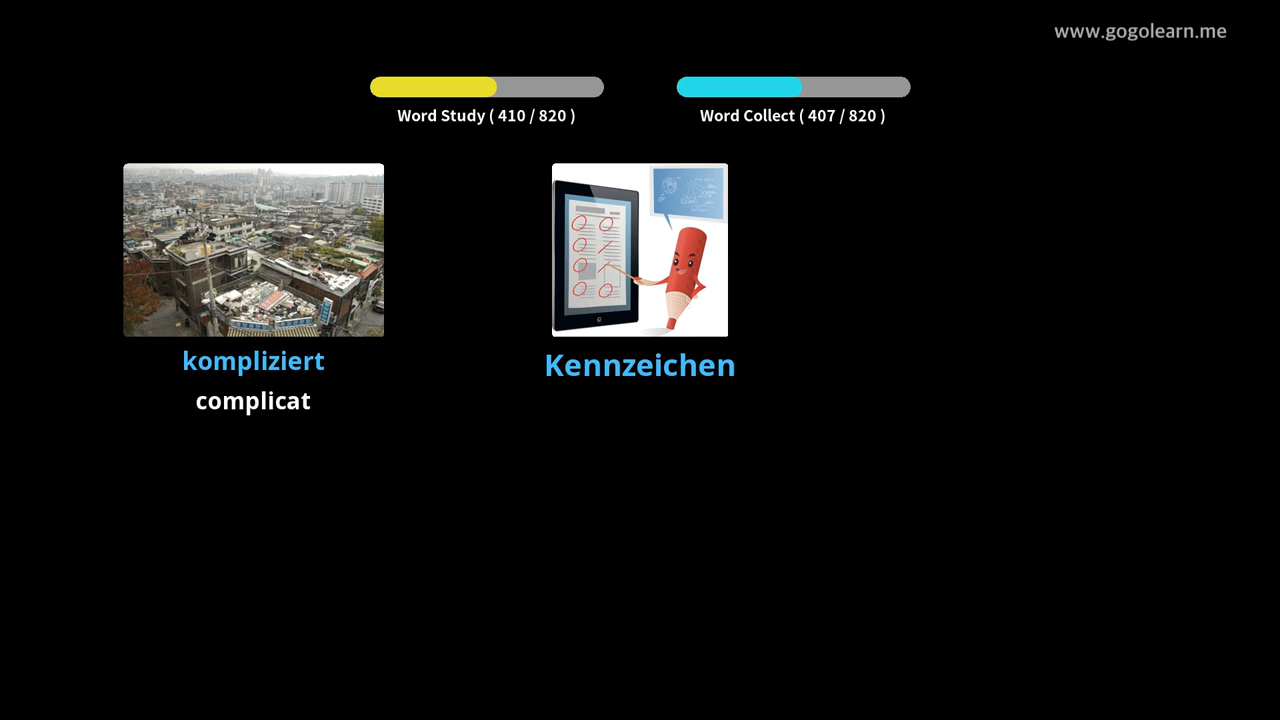 www.gogolearn.me
Word Study ( 410 / 820 )
Word Collect ( 407 / 820 )
kompliziert
complicat
Kennzeichen